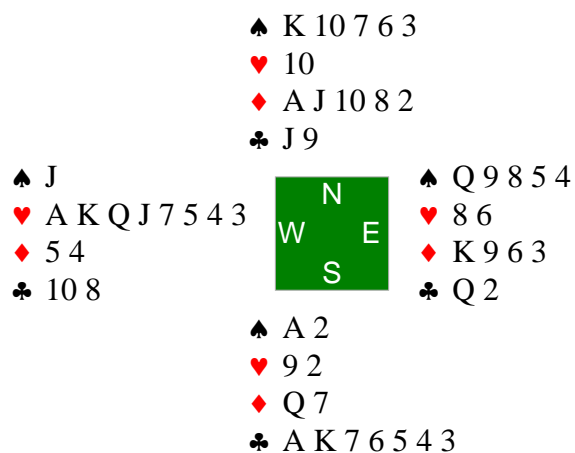 ♠ K 10 7 6 3
♥ 10
♦ A J 10 8 2
♣ J 9
♠ J
♥ A K Q J 7 5 4 3
♦ 5 4
♣ 10 8
N
W E
S
♠ Q 9 8 5 4
♥ 8 6
♦ K 9 6 3
♣ Q 2
♠ A 2
♥ 9 2
♦ Q 7
♣ A K 7 6 5 4 3